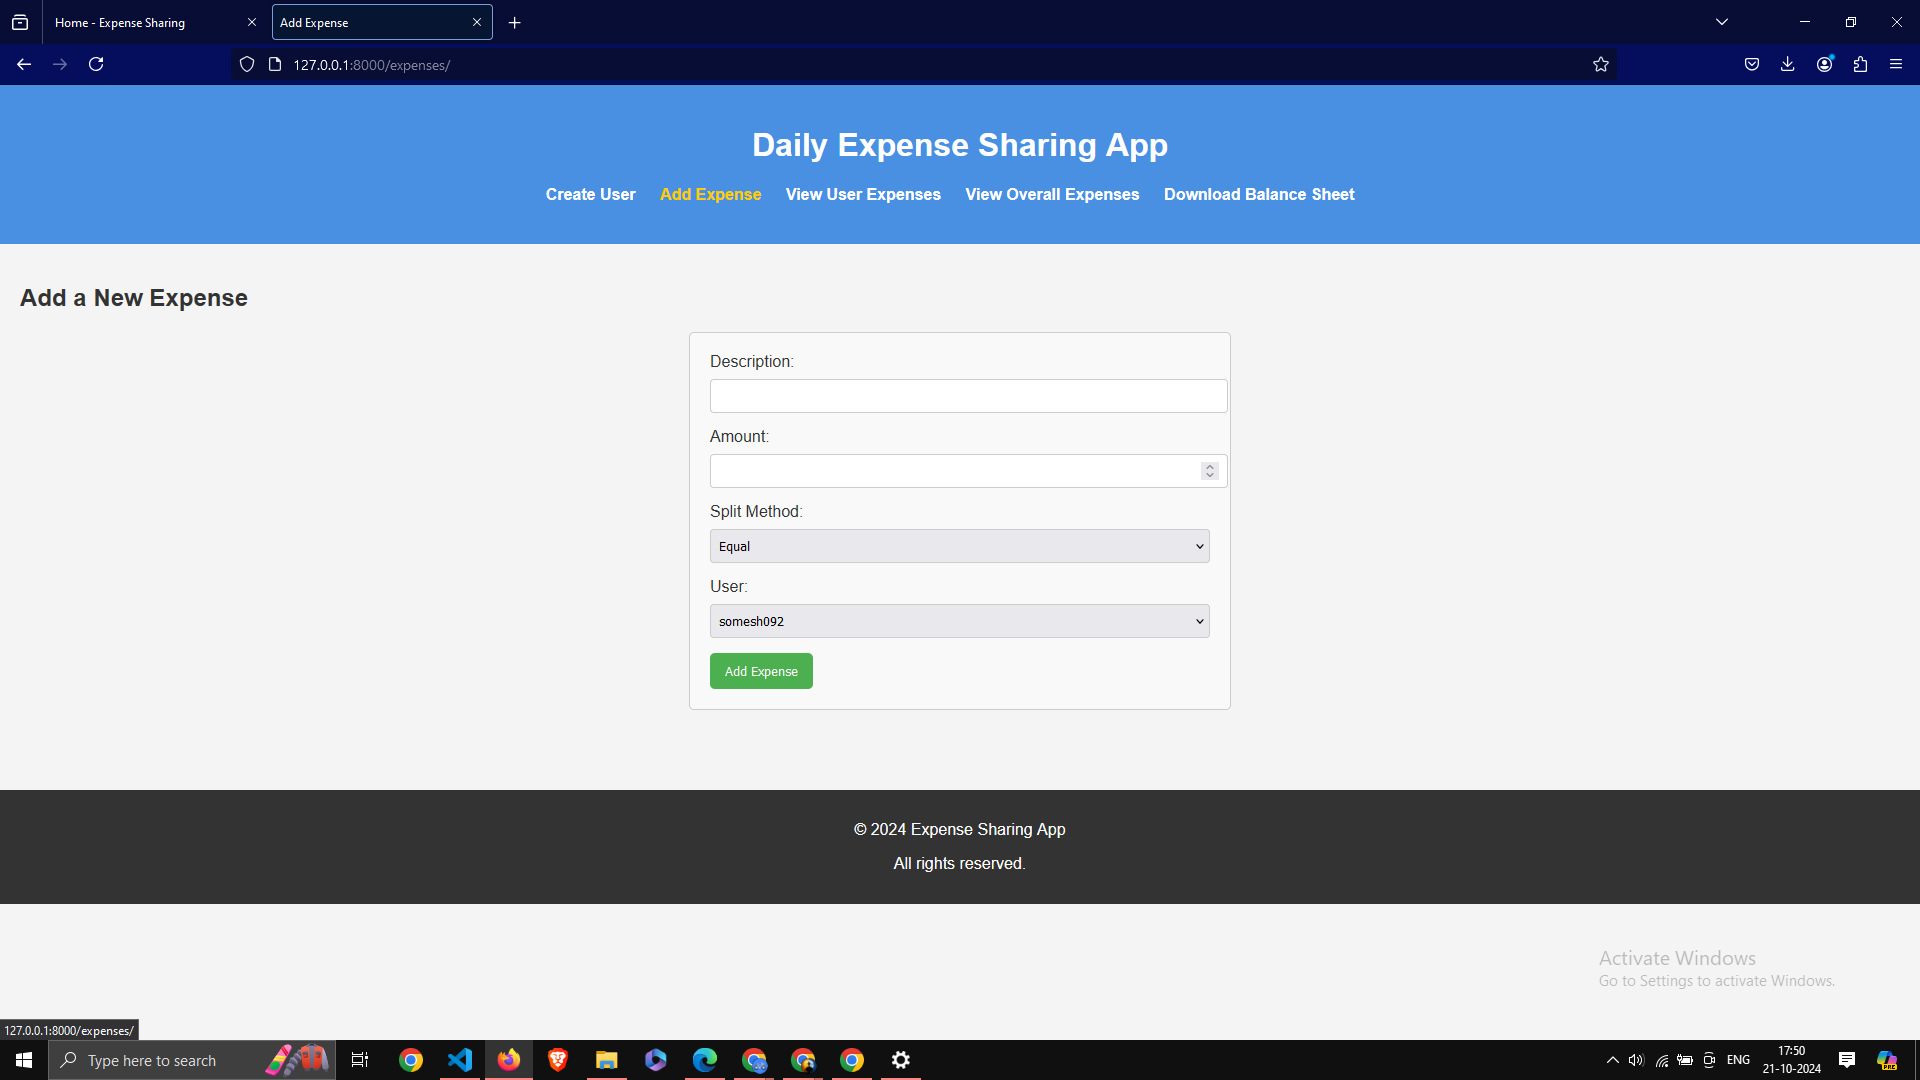 Home - Expense Sharing
Add Expense
127.0.0.1:8000/expenses/
Daily Expense Sharing App
Create User Add Expense View User Expenses View Overall Expenses Download Balance Sheet
Add a New Expense
Description:
Amount:
Split Method:
Equal
User:
somesh092
Add Expense
© 2024 Expense Sharing App
All rights reserved.
Activate Windows
Go to Settings to activate Windows.
127.0.0.1:8000/expenses/
Type here to search
ENG
17:50
21-10-2024
PRE